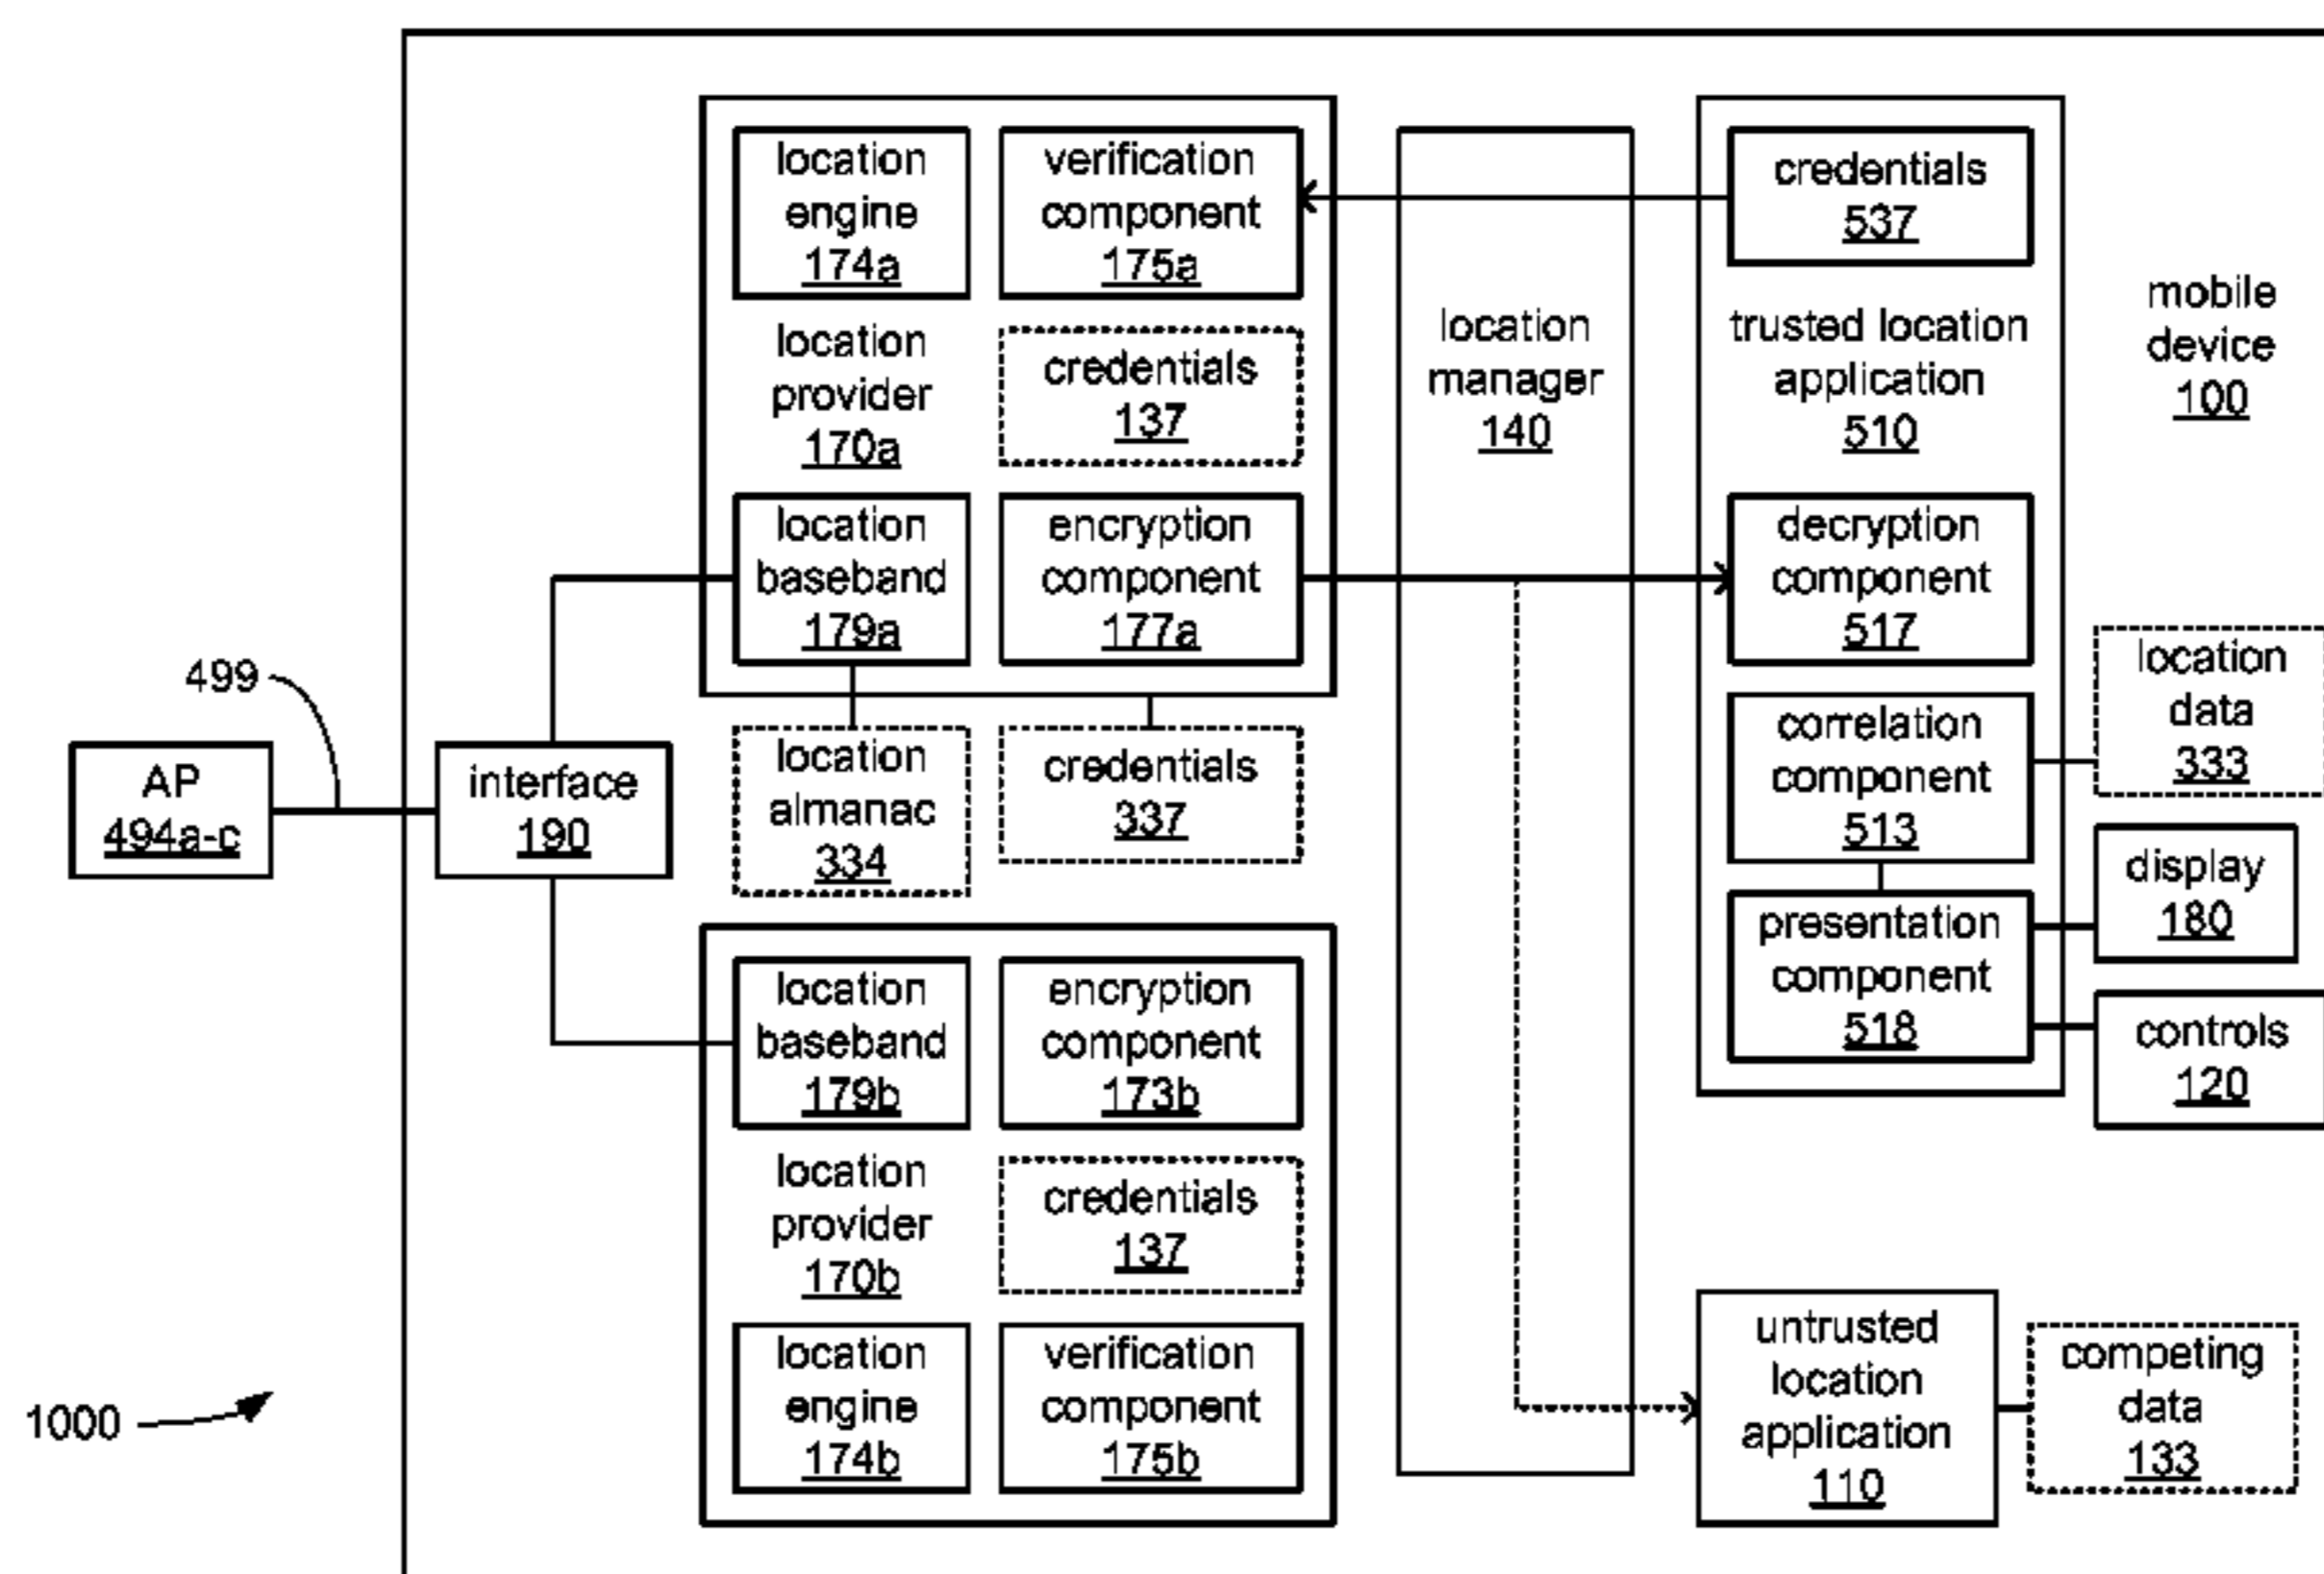 location
engine
174a
verification
component
175a
location
provider
170a
credentials
137
location
baseband
179a
encryption
component
177a
location
manager
140
credentials
537
trusted location
application
510
decryption
component
517
correlation
component
513
presentation
component
518
mobile
device
100
location
data
333
display
180
controls
120
499
AP
494a-c
interface
190
location
almanac
334
credentials
337
location
baseband
179b
encryption
component
173b
location
provider
170b
credentials
137
location
engine
174b
verification
component
175b
untrusted
location
application
110
competing
data
133
1000